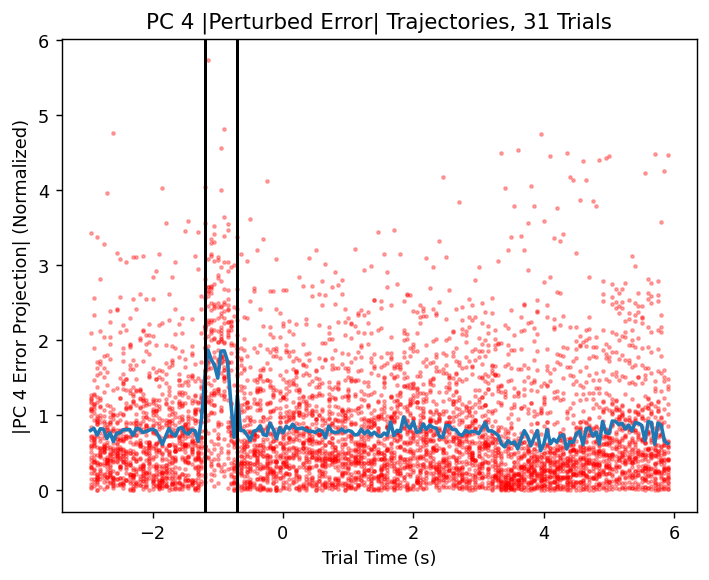 PC 4 |Perturbed Error| Trajectories, 31 Trials
|PC 4 Error Projection| (Normalized)
6
5
4
3
2
1
0
−2 0 2 4 6
Trial Time (s)